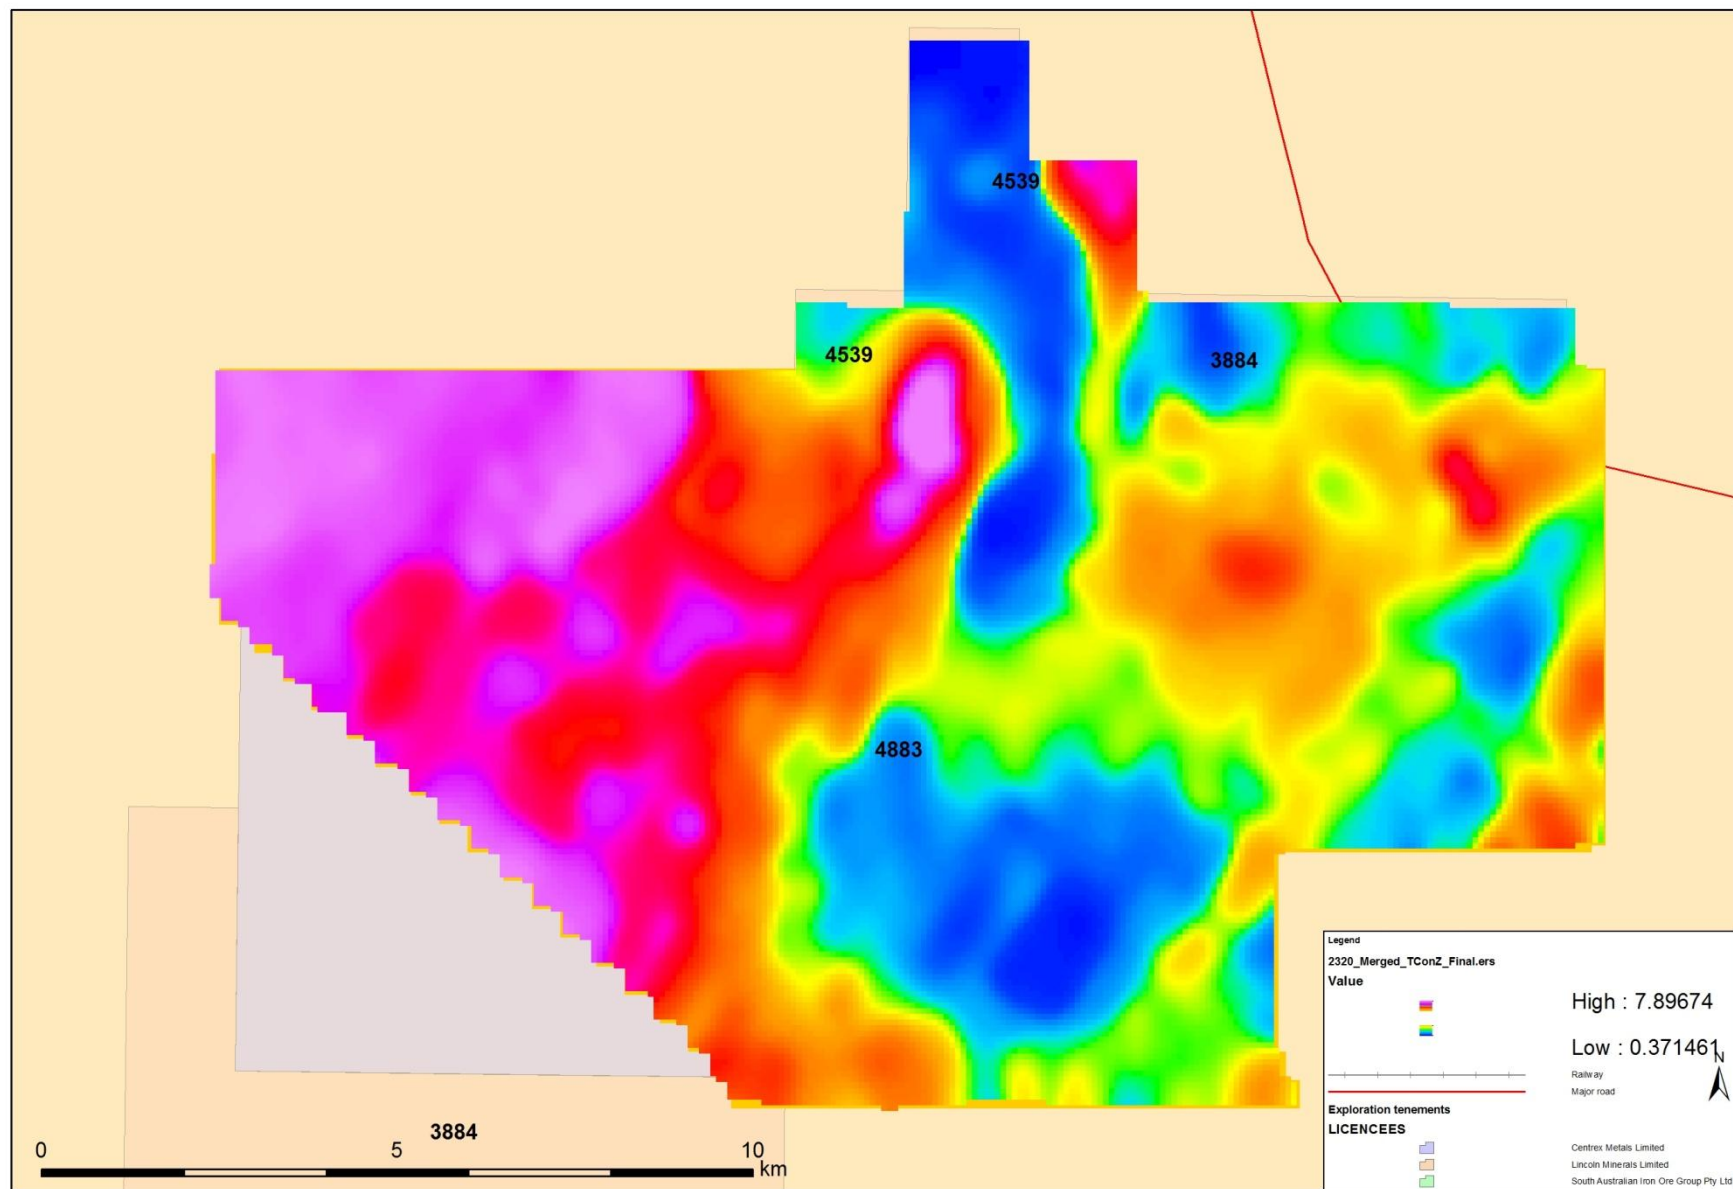 4539
4539
3884
4883
3884
0 5 10
km
Legend
2320_Merged_TConZ_Final.ers
Value
High : 7.89674
Low : 0.371461
N
Railway
Major road
Exploration tenements
LICENCEES
Centrex Metals Limited
Lincoln Minerals Limited
South Australian Iron Ore Group Pty Ltd